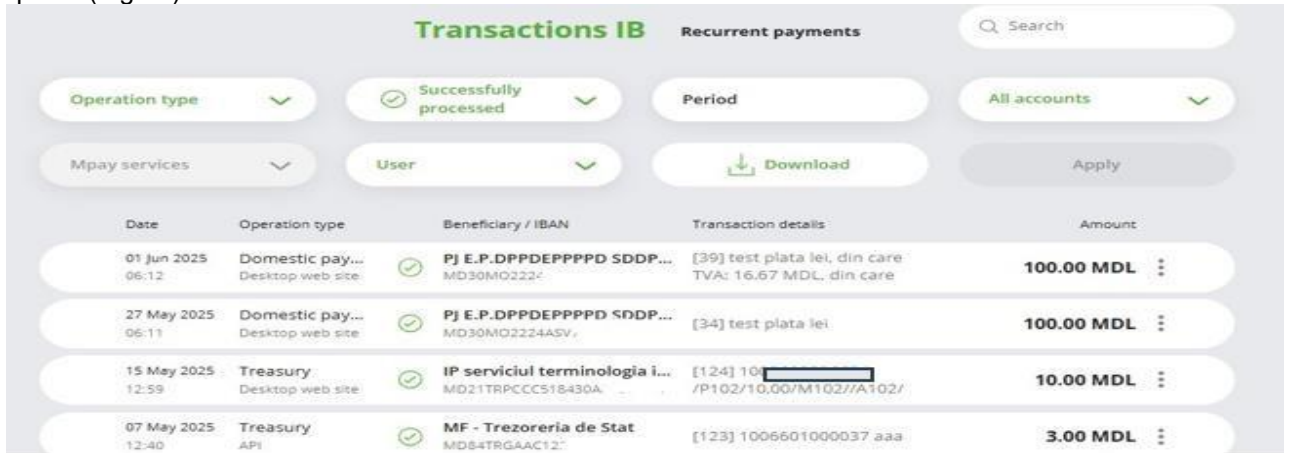 Transactions IB Recurrent payments Search
Operation type Successfully processed Period All accounts
Mpay services User Download Apply
Date Operation type Beneficiary / IBAN Transaction details Amount
01 Jun 2025 Domestic pay... PJ E.P.DPPDEPPPPD SDDP... [39] test plata lei, din care 100.00 MDL
06:12 Desktop web site MD30MO2224 TVA: 16.67 MDL, din care
27 May 2025 Domestic pay... PJ E.P.DPPDEPPPPD SDDP... [34] test plata lei 100.00 MDL
06:11 Desktop web site MD30MO2224ASV
15 May 2025 Treasury IP serviciul terminologia i... [124] 10 10.00 MDL
12:59 Desktop web site MD21TRPCCC518430A /P102/10,00/M102//A102/
07 May 2025 Treasury MF - Trezoreria de Stat [123] 1006601000037 aaa 3.00 MDL
12:40 API MD84TRGAAC12